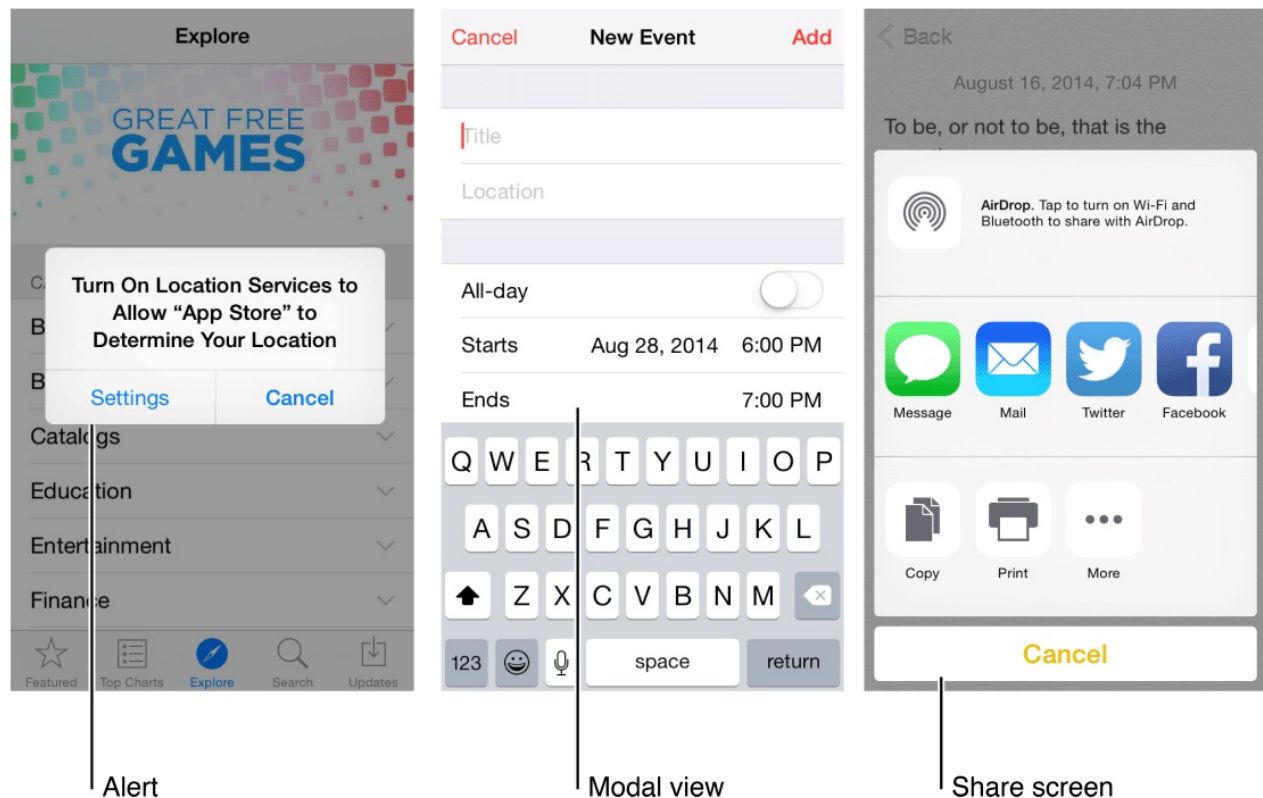 Explore
GREAT FREE
GAMES
Turn On Location Services to
Allow “App Store” to
Determine Your Location
Settings Cancel
Catalogs
Education
Entertainment
Finance
Featured Top Charts Explore Search Updates
Alert
Cancel New Event Add
Title
Location
All-day
Starts Aug 28, 2014 6:00 PM
Ends 7:00 PM
Q W E R T Y U I O P
A S D F G H J K L
Z X C V B N M
123 space return
Modal view
Back
August 16, 2014, 7:04 PM
To be, or not to be, that is the
AirDrop. Tap to turn on Wi-Fi and
Bluetooth to share with AirDrop.
Message Mail Twitter Facebook
Copy Print More
Cancel
Share screen